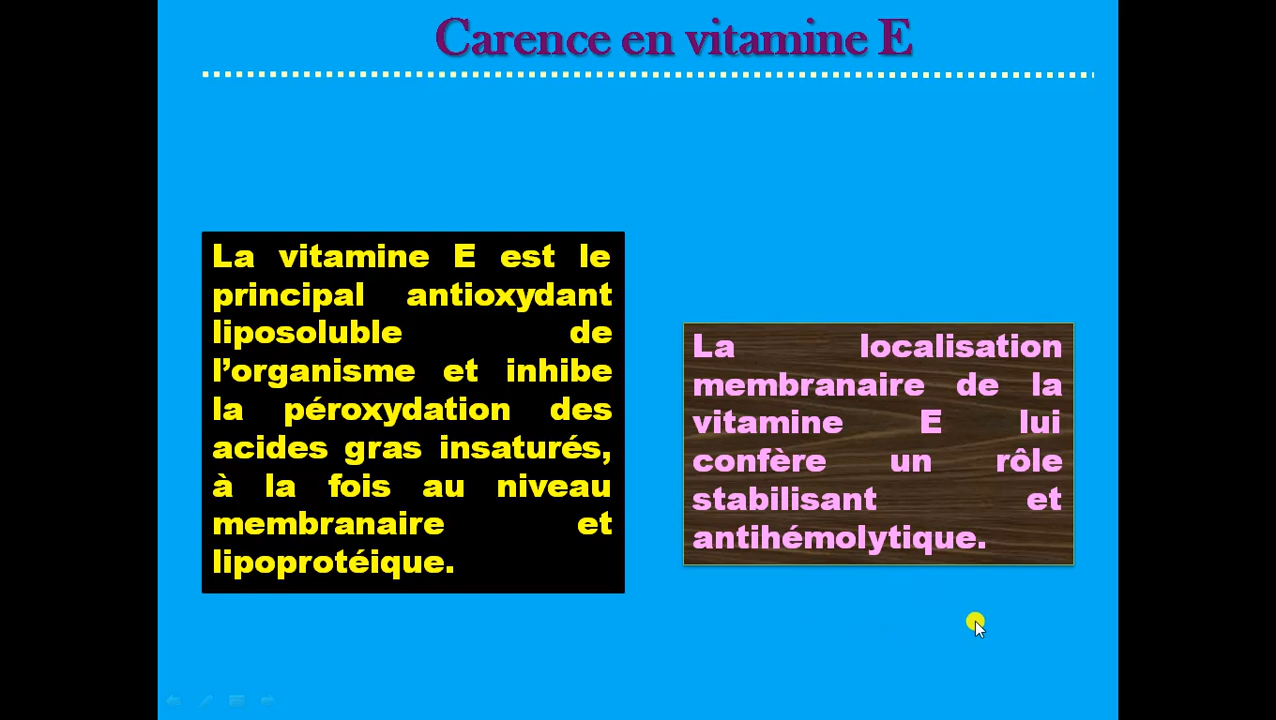 Carence en vitamine E
La vitamine E est le
principal antioxydant
liposoluble de
l’organisme et inhibe
la péroxydation des
acides gras insaturés,
à la fois au niveau
membranaire et
lipoprotéique.
La localisation
membranaire de la
vitamine E lui
confère un rôle
stabilisant et
antihémolytique.